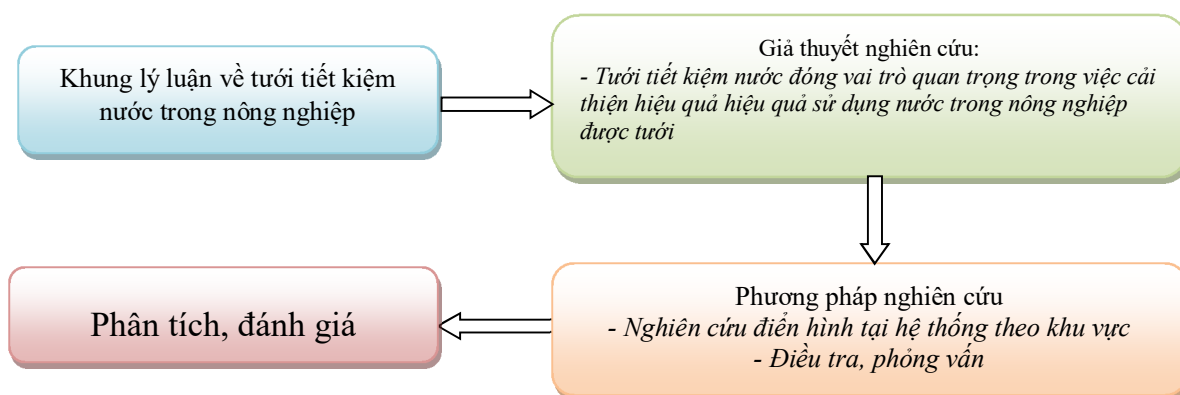 Khung lý luận về tưới tiết kiệm
nước trong nông nghiệp
Giả thuyết nghiên cứu:
- Tưới tiết kiệm nước đóng vai trò quan trọng trong việc cải
thiện hiệu quả hiệu quả sử dụng nước trong nông nghiệp
được tưới
Phương pháp nghiên cứu
- Nghiên cứu điển hình tại hệ thống theo khu vực
- Điều tra, phỏng vấn
Phân tích, đánh giá